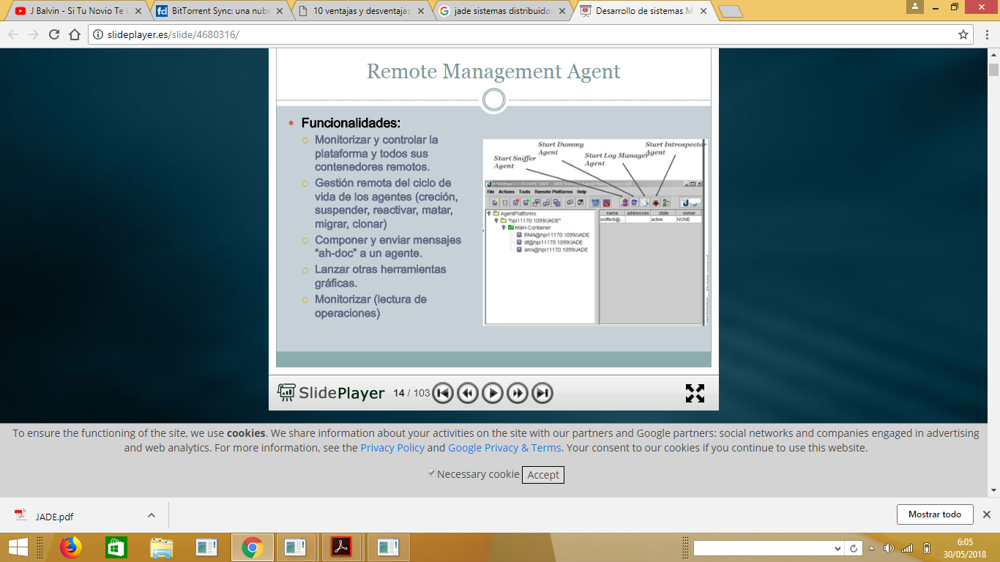 J Balvin - Si Tu Novio Te D
BitTorrent Sync: una nube
10 ventajas y desventajas
jade sistemas distribuidos
Desarrollo de sistemas M
slideplayer.es/slide/4680316/
Remote Management Agent
Funcionalidades:
Monitorizar y controlar la
plataforma y todos sus
contenedores remotos.
Gestión remota del ciclo de
vida de los agentes (creción,
suspender, reactivar, matar,
migrar, clonar)
Componer y enviar mensajes
“ah-doc” a un agente.
Lanzar otras herramientas
gráficas.
Monitorizar (lectura de
operaciones)
Start Dummy
Agent
Start Introspector
Agent
Start Sniffer
Agent
Start Log Manager
Agent
RMA@hpi11170:1099/JADE - JADE
File Actions Tools Remote Platforms Help
AgentPlatforms
"hpi11170:1099/JADE"
Main-Container
RMA@hpi11170:1099/JADE
df@hpi11170:1099/JADE
ams@hpi11170:1099/JADE
name addresses state owner
sniffer0@... active NONE
SlidePlayer 14 / 103
To ensure the functioning of the site, we use cookies. We share information about your activities on the site with our partners and Google partners: social networks and companies engaged in advertising
and web analytics. For more information, see the Privacy Policy and Google Privacy & Terms. Your consent to our cookies if you continue to use this website.
Necessary cookie Accept
JADE.pdf
Mostrar todo
6:05
30/05/2018